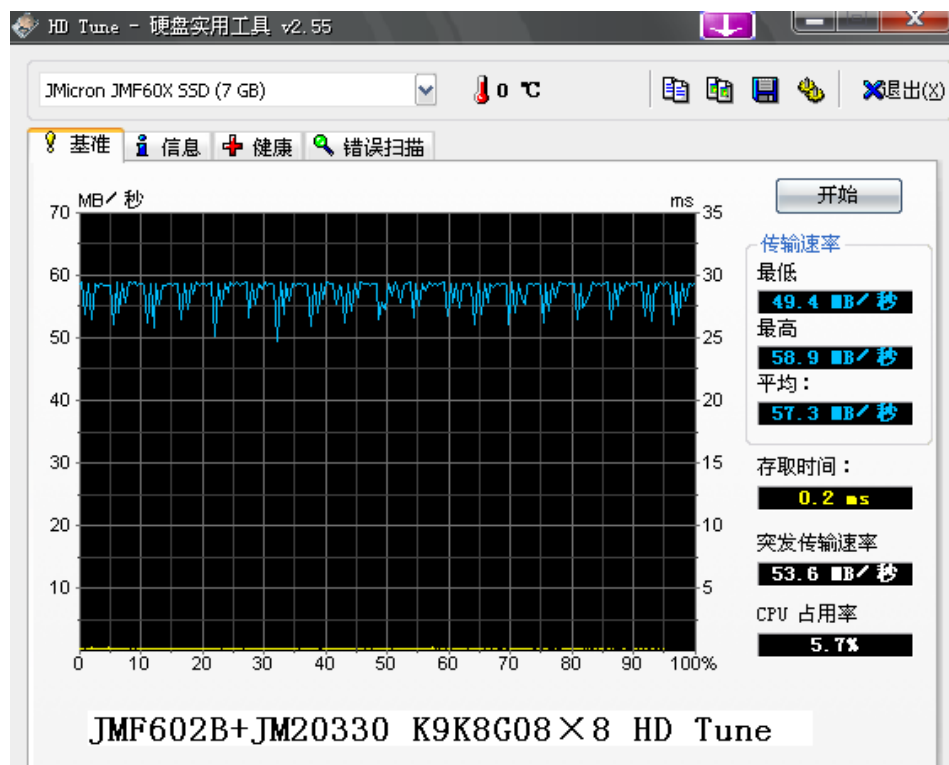 HD Tune - 硬盘实用工具 v2.55
JMicron JMF60X SSD (7 GB)
0 ℃
退出(X)
基准
信息
健康
错误扫描
MB/秒
ms
70
60
50
40
30
20
10
35
30
25
20
15
10
5
0 10 20 30 40 50 60 70 80 90 100%
开始
传输速率
最低
49.4 MB/秒
最高
58.9 MB/秒
平均：
57.3 MB/秒
存取时间：
0.2 ms
突发传输速率
53.6 MB/秒
CPU 占用率
5.7%
JMF602B+JM20330 K9K8G08×8 HD Tune